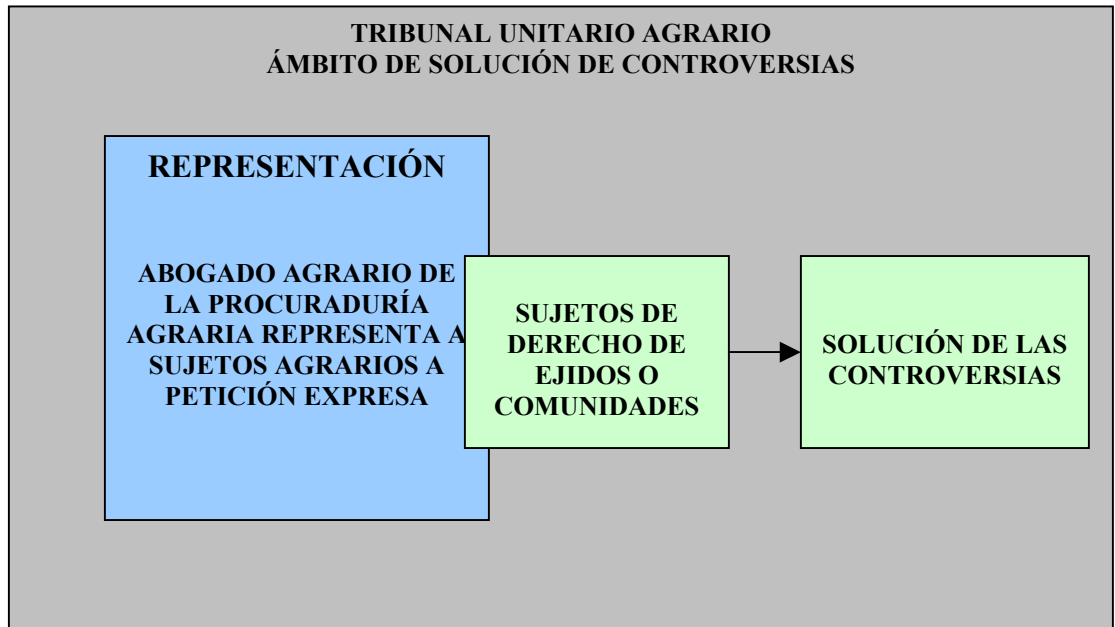 TRIBUNAL UNITARIO AGRARIO
ÁMBITO DE SOLUCIÓN DE CONTROVERSIAS
REPRESENTACIÓN
ABOGADO AGRARIO DE
LA PROCURADURÍA
AGRARIA REPRESENTA A
SUJETOS AGRARIOS A
PETICIÓN EXPRESA
SUJETOS DE
DERECHO DE
EJIDOS O
COMUNIDADES
SOLUCIÓN DE LAS
CONTROVERSIAS